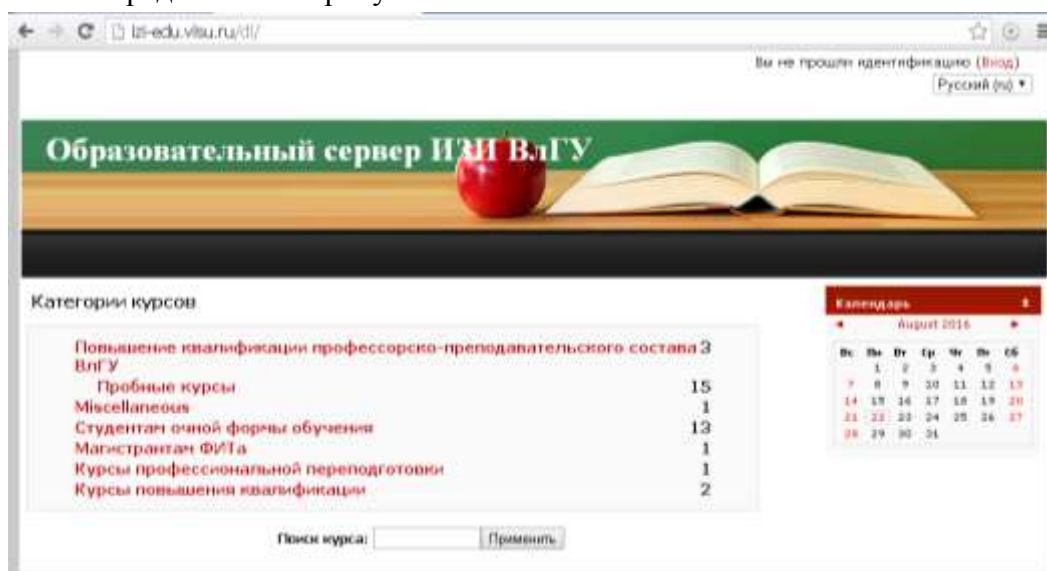 izi-edu.vlsu.ru/dl/
Вы не прошли идентификацию (Вход)
Русский (ru)
Образовательный сервер ИЗИ ВлГУ
Категории курсов
Повышение квалификации профессорско-преподавательского состава 3
ВлГУ
Пробные курсы 15
Miscellaneous 1
Студентам очной формы обучения 13
Магистрантам ФИТа 1
Курсы профессиональной переподготовки 1
Курсы повышения квалификации 2
Поиск курса: Применить
Календарь
August 2016
Вс Пн Вт Ср Чт Пт Сб
1 2 3 4 5 6
7 8 9 10 11 12 13
14 15 16 17 18 19 20
21 22 23 24 25 26 27
28 29 30 31